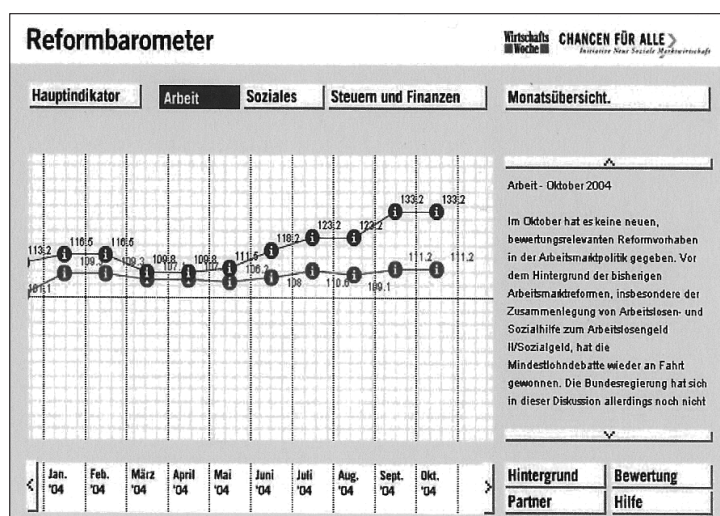 Reformbarometer
Wirtschafts Woche
CHANCEN FÜR ALLE
Initiative Neue Soziale Marktwirtschaft
Hauptindikator
Arbeit
Soziales
Steuern und Finanzen
Monatsübersicht.
113.2
116.5
116.5
109.8
109.8
111.5
118.2
123.2
123.2
133.2
133.2
101.1
109.3
109.3
107.1
106.2
108
110.6
109.1
111.2
111.2
Arbeit - Oktober 2004
Im Oktober hat es keine neuen,
bewertungsrelevanten Reformvorhaben
in der Arbeitsmarktpolitik gegeben. Vor
dem Hintergrund der bisherigen
Arbeitsmarktreformen, insbesondere der
Zusammenlegung von Arbeitslosen- und
Sozialhilfe zum Arbeitslosengeld
II/Sozialgeld, hat die
Mindestlohndebatte wieder an Fahrt
gewonnen. Die Bundesregierung hat sich
in dieser Diskussion allerdings noch nicht
Jan. '04
Feb. '04
März '04
April '04
Mai '04
Juni '04
Juli '04
Aug. '04
Sept. '04
Okt. '04
Hintergrund
Bewertung
Partner
Hilfe